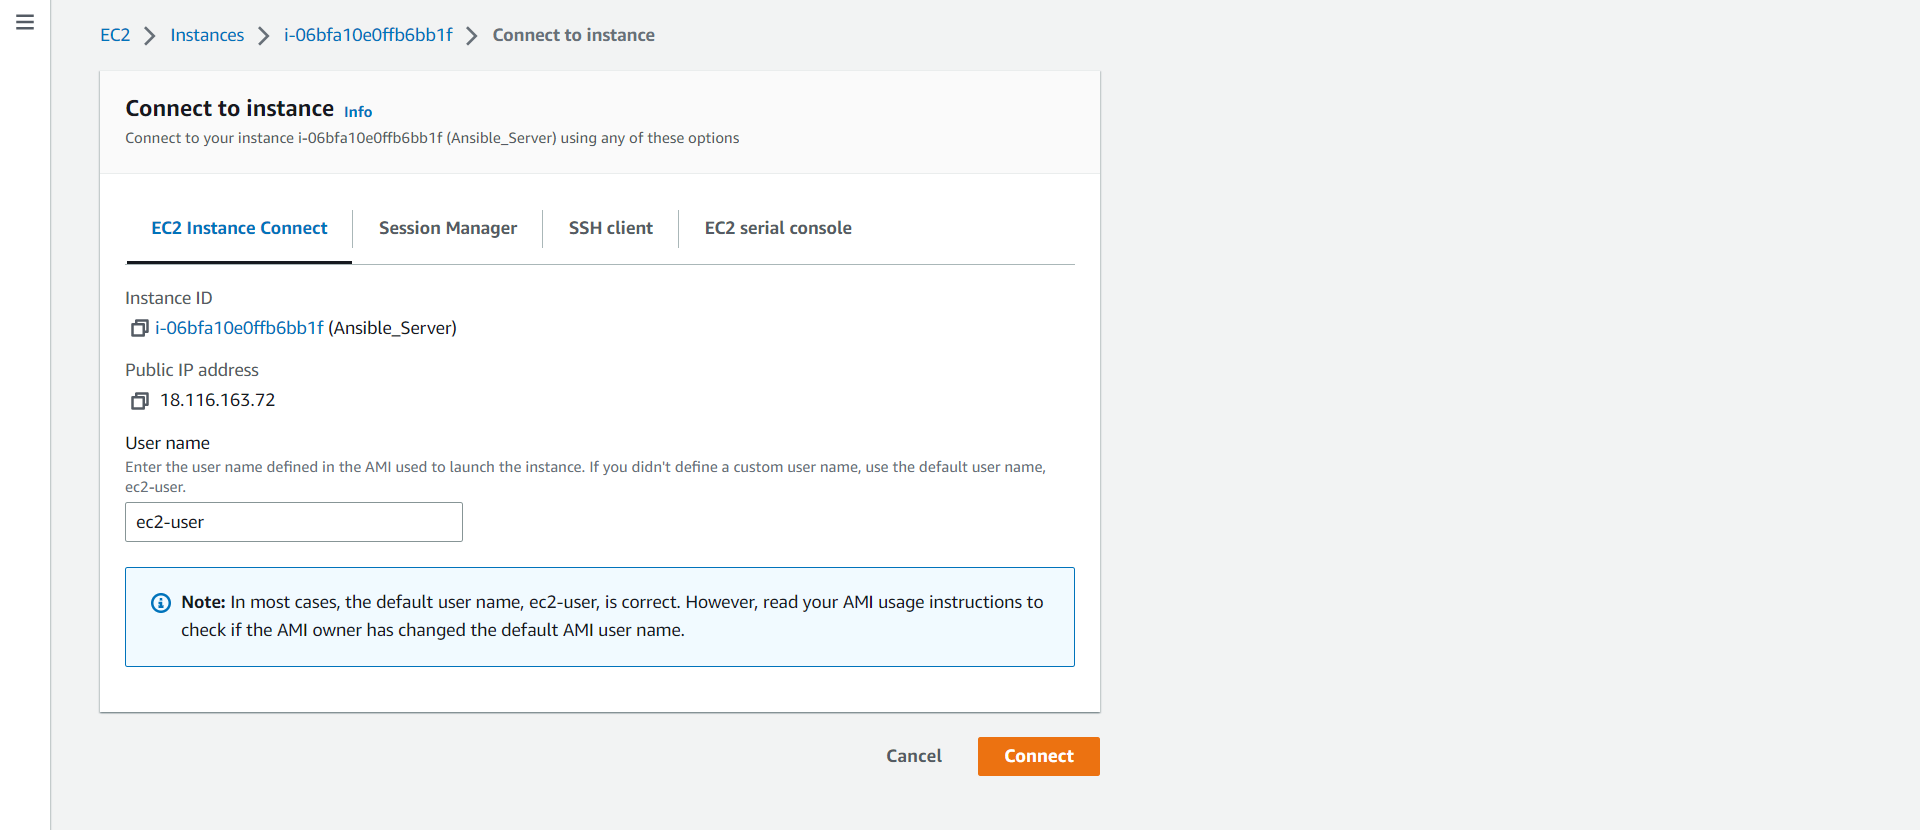 EC2 > Instances > i-06bfa10e0ffb6bb1f > Connect to instance
Connect to instance Info
Connect to your instance i-06bfa10e0ffb6bb1f (Ansible_Server) using any of these options
EC2 Instance Connect Session Manager SSH client EC2 serial console
Instance ID
i-06bfa10e0ffb6bb1f (Ansible_Server)
Public IP address
18.116.163.72
User name
Enter the user name defined in the AMI used to launch the instance. If you didn't define a custom user name, use the default user name,
ec2-user.
ec2-user
Note: In most cases, the default user name, ec2-user, is correct. However, read your AMI usage instructions to
check if the AMI owner has changed the default AMI user name.
Cancel Connect